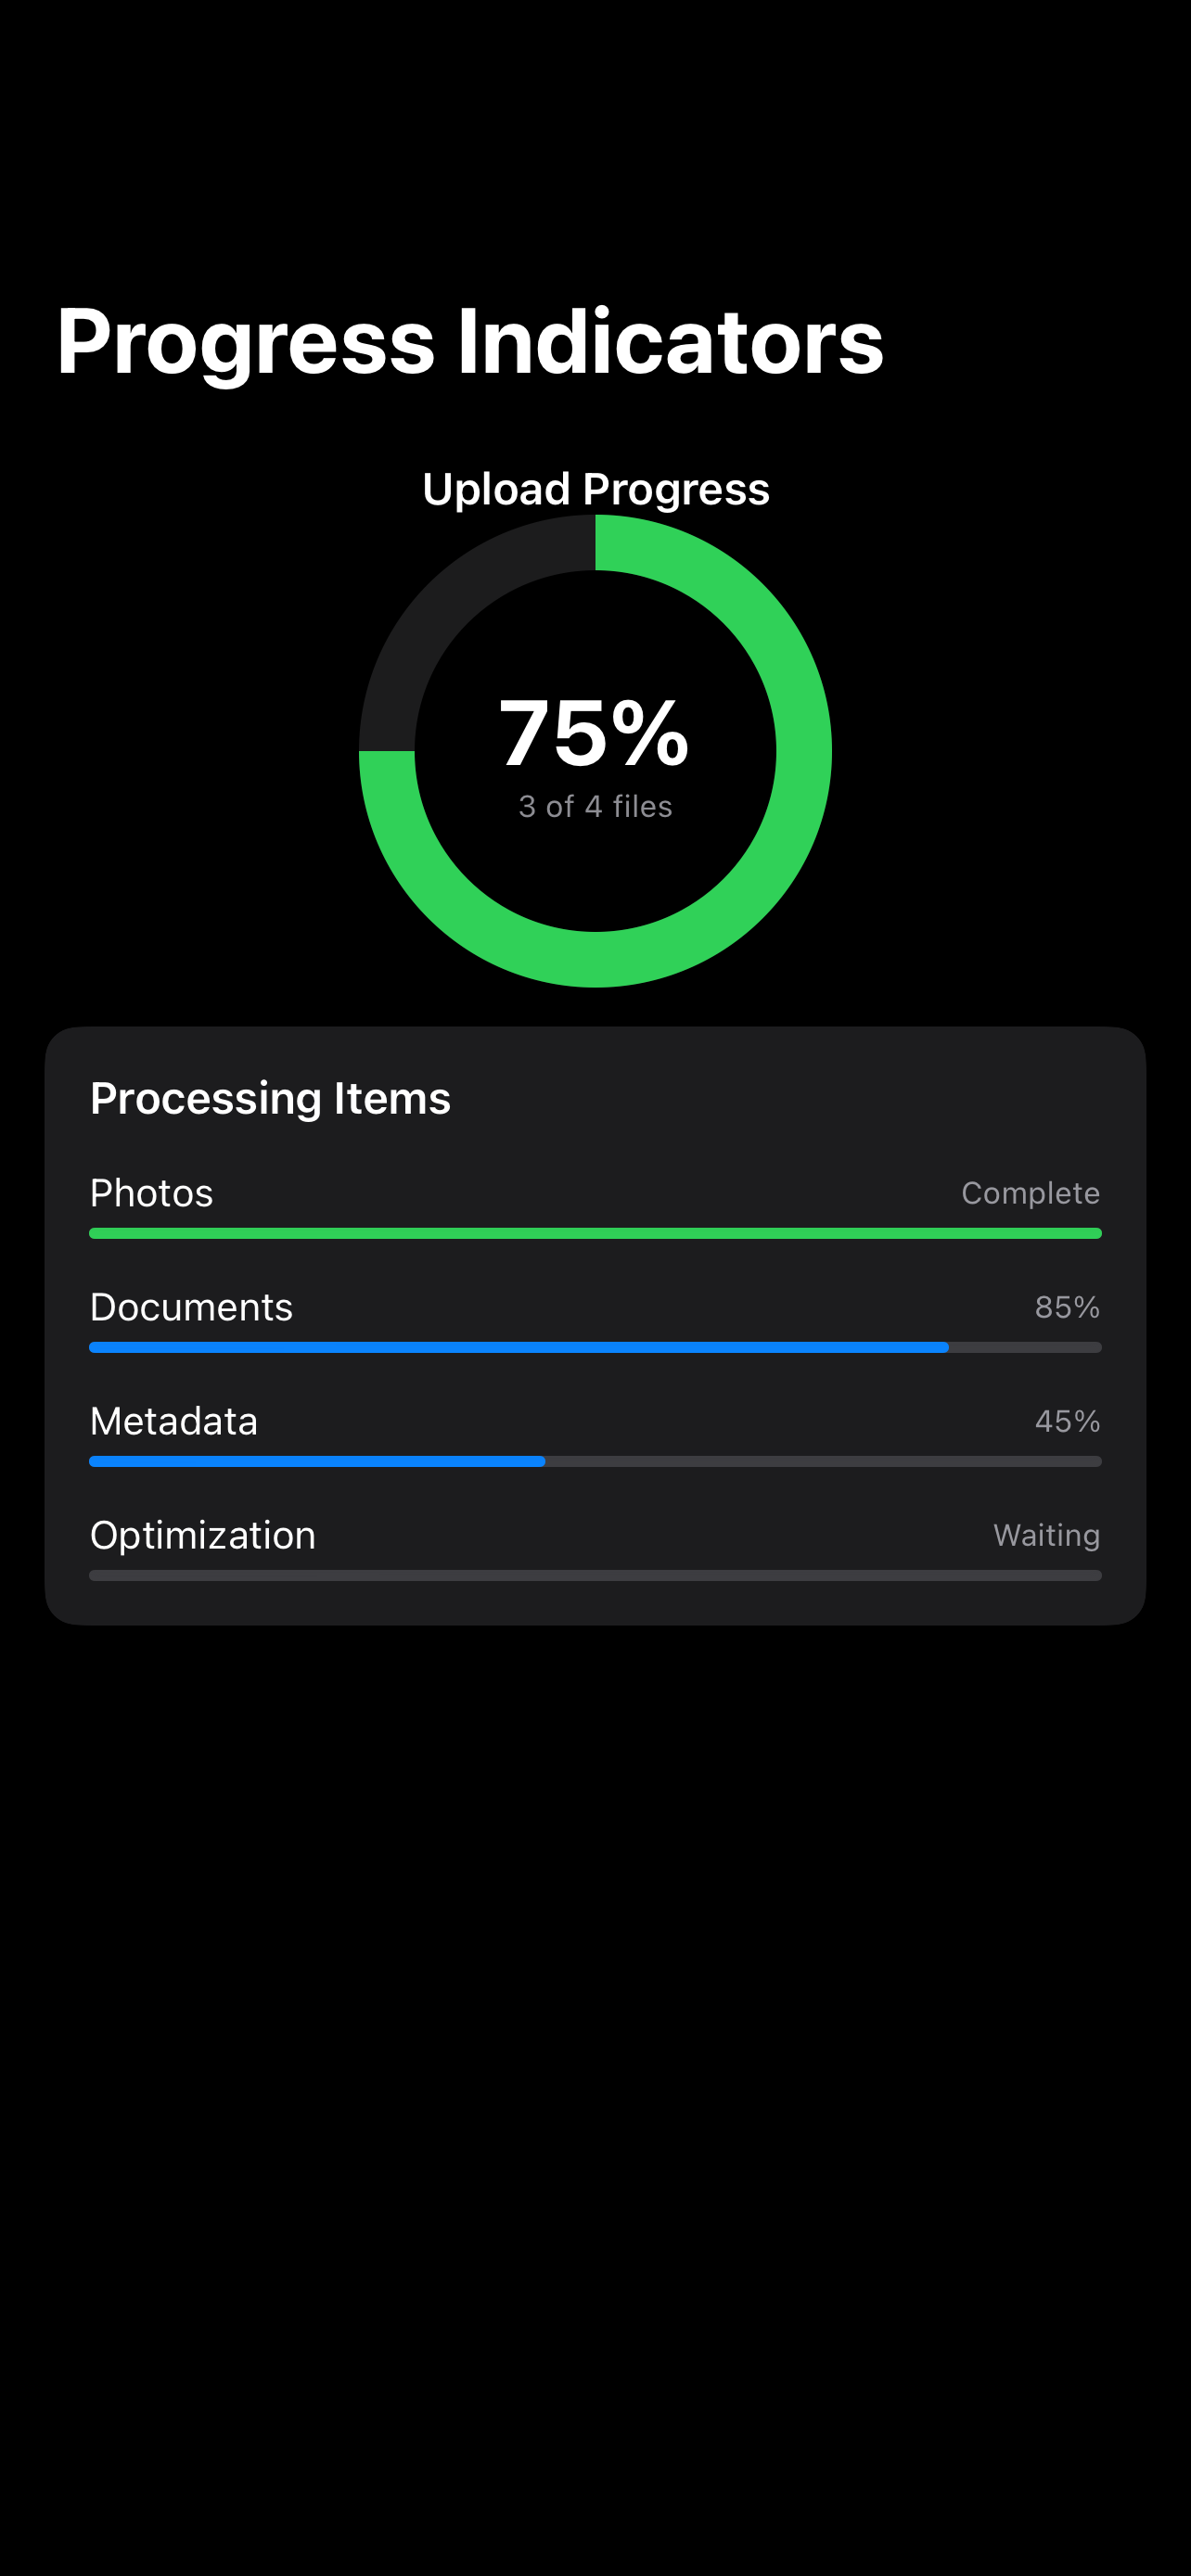 Progress Indicators
Upload Progress
75%
3 of 4 files
Processing Items
Photos Complete
Documents 85%
Metadata 45%
Optimization Waiting